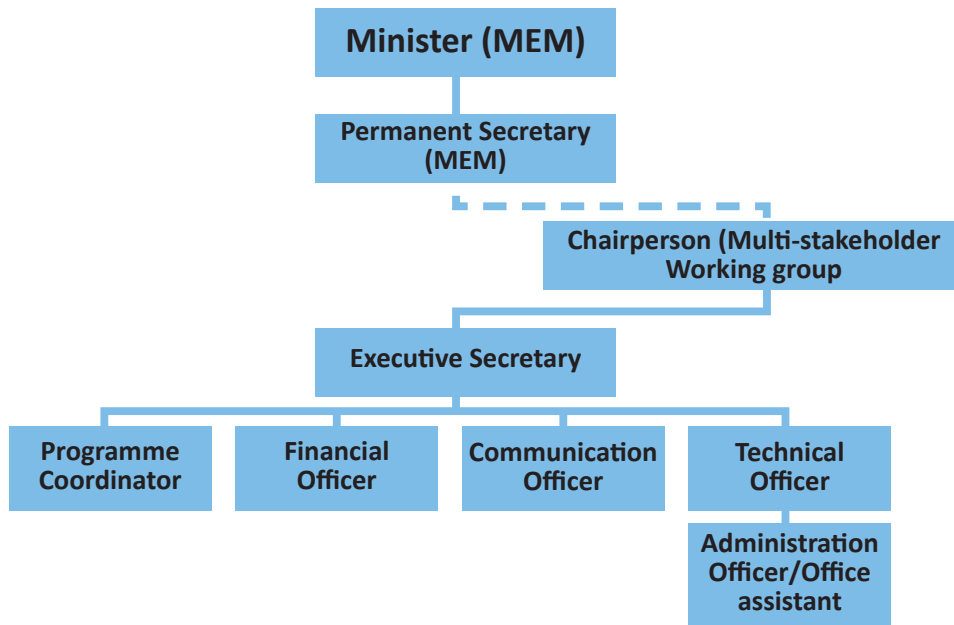 Minister (MEM)
Permanent Secretary
(MEM)
Chairperson (Multi-stakeholder
Working group
Executive Secretary
Programme
Coordinator
Financial
Officer
Communication
Officer
Technical
Officer
Administration
Officer/Office
assistant